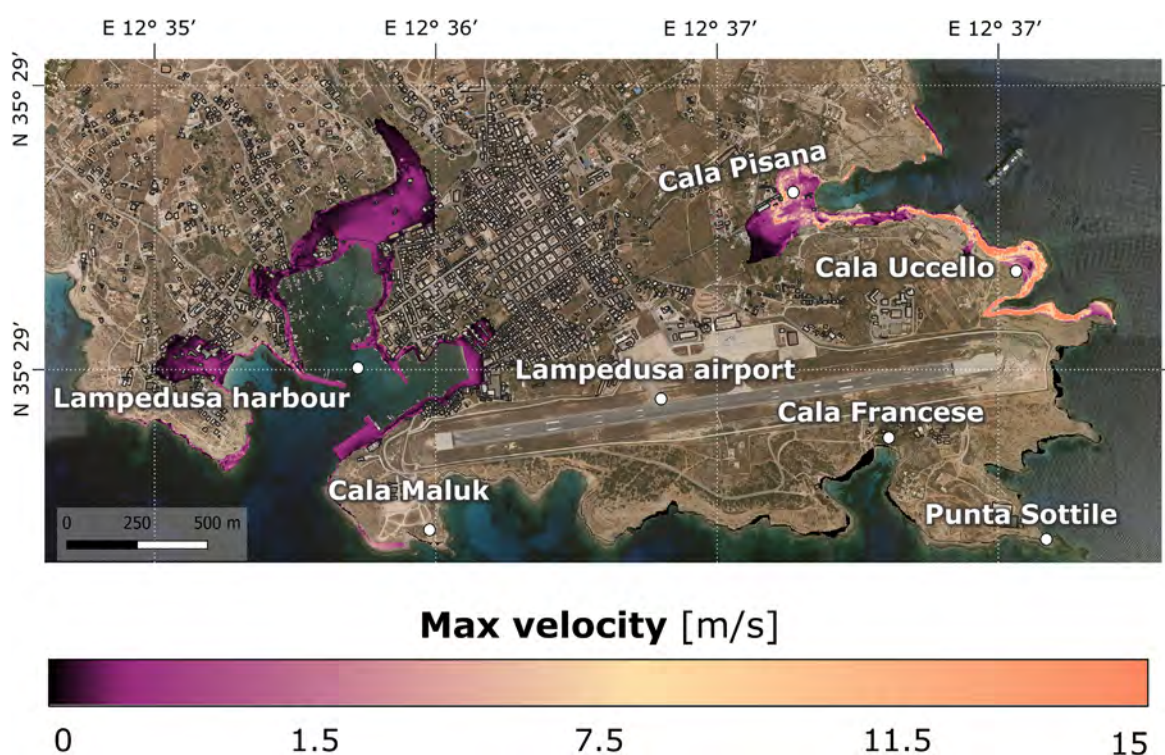 E 12° 35′ E 12° 36′ E 12° 37′ E 12° 37′
N 35° 29′
Cala Pisana
Cala Uccello
N 35° 29′
Lampedusa airport
Lampedusa harbour
Cala Francese
Cala Maluk
Punta Sottile
0 250 500 m
Max velocity [m/s]
0 1.5 7.5 11.5 15